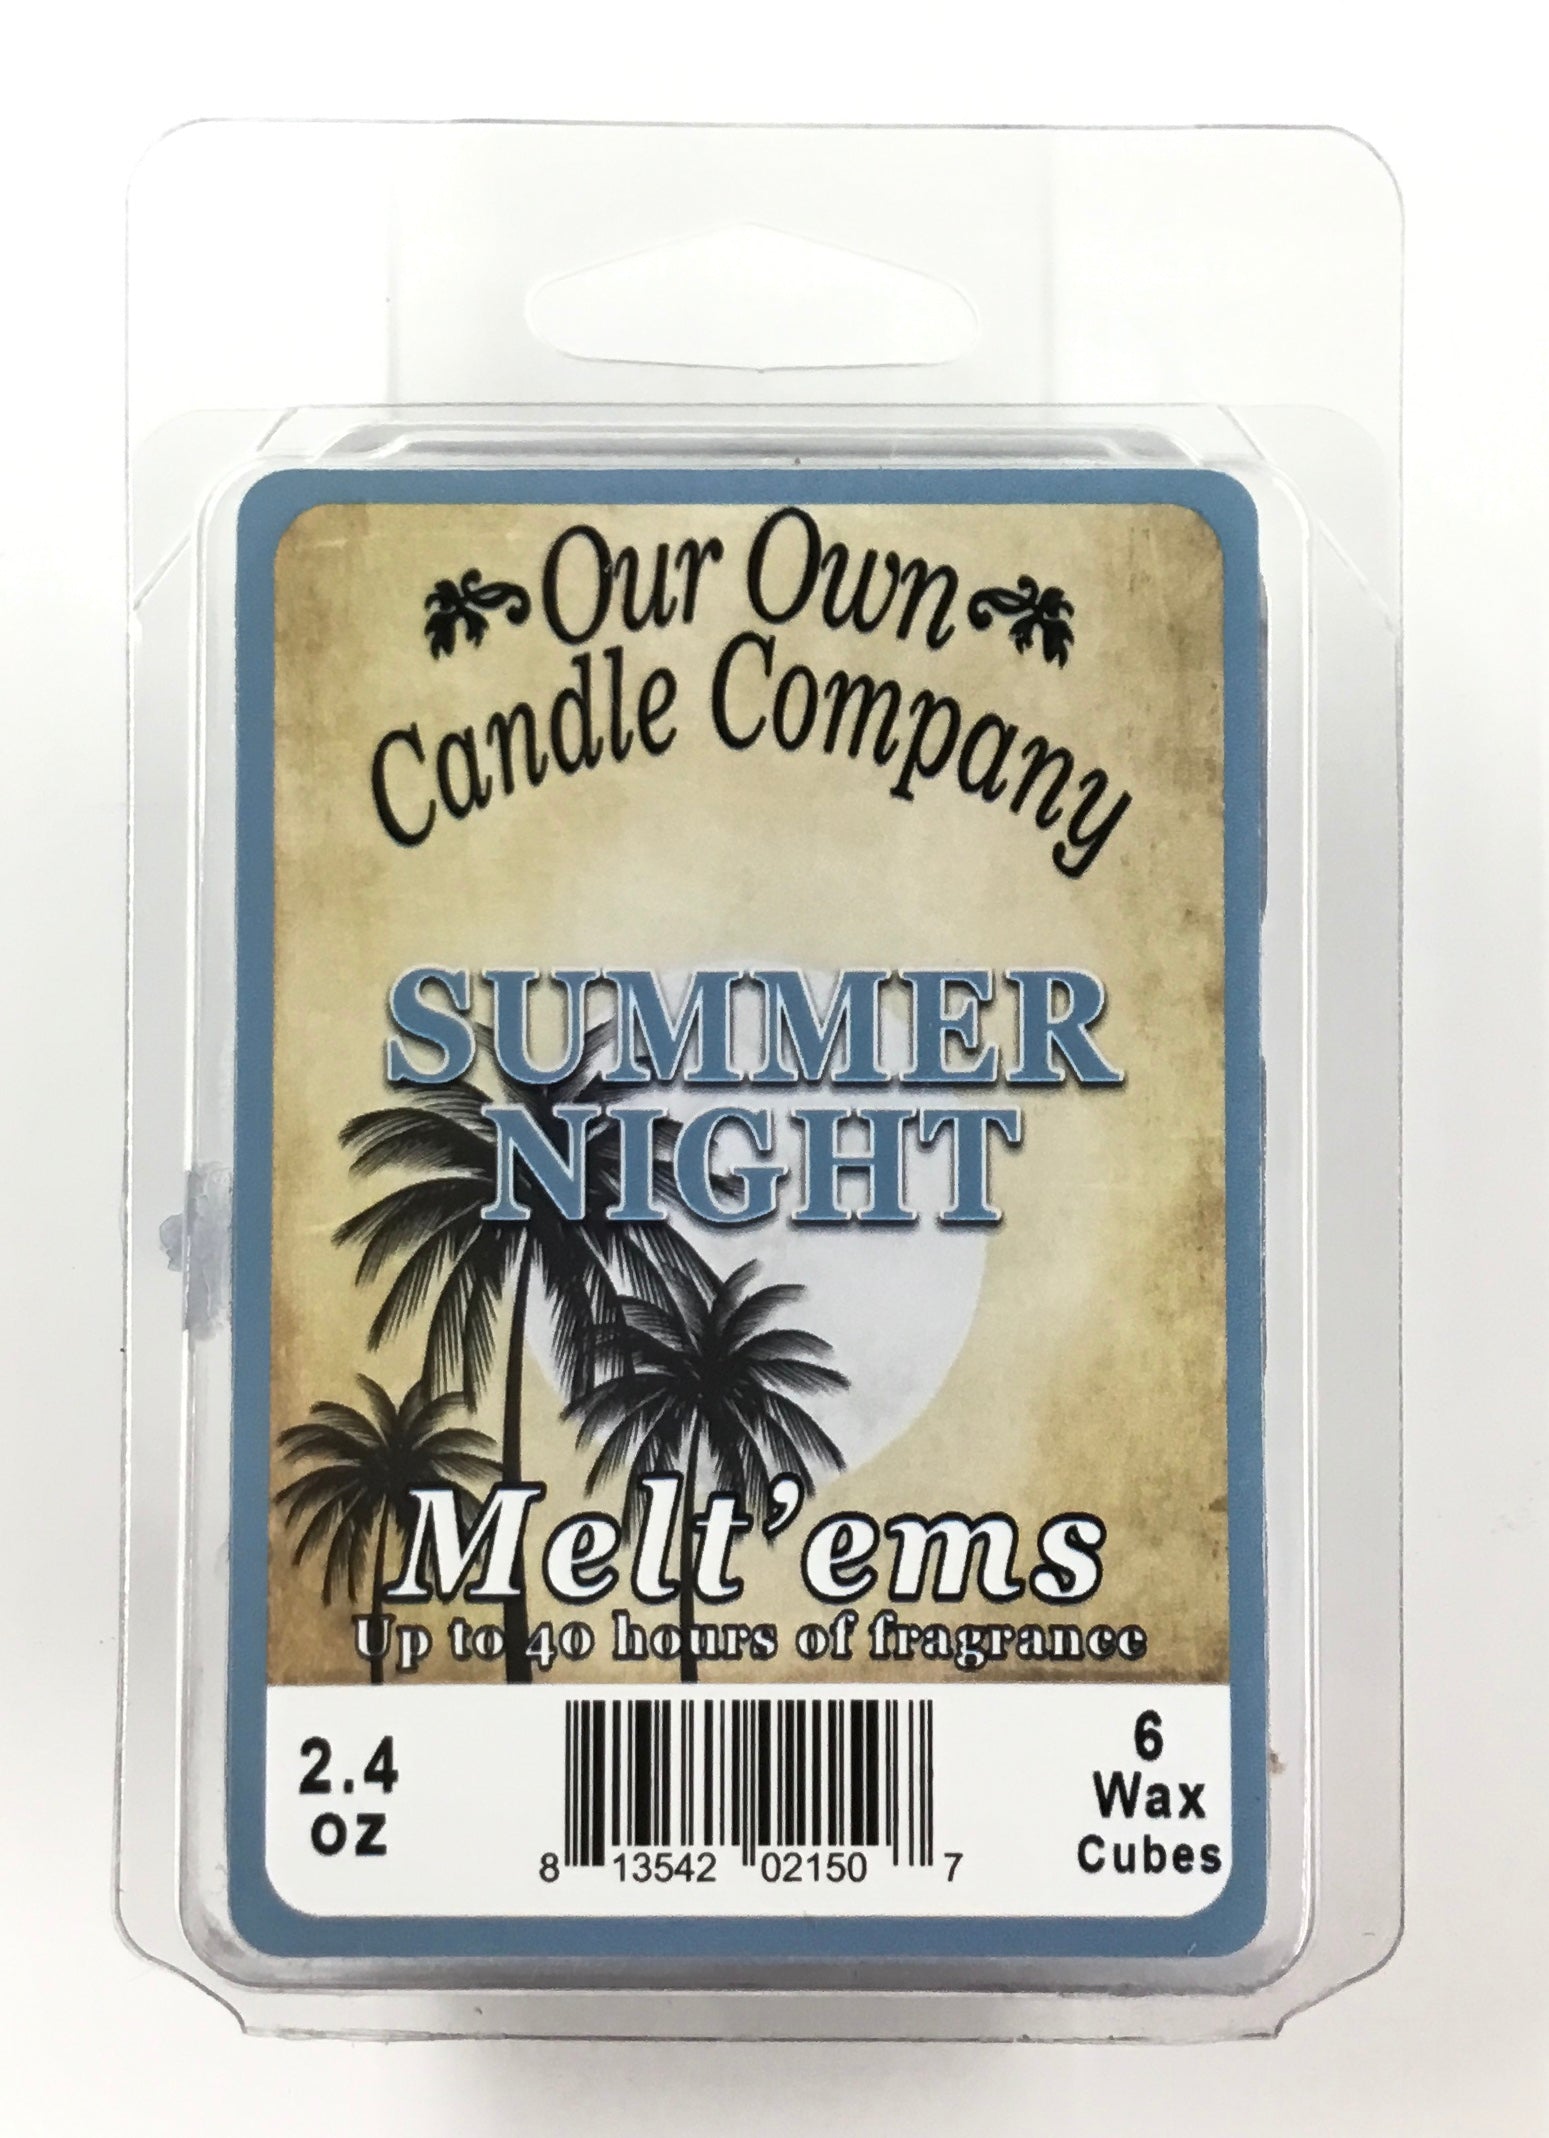 Our Own
Candle Company
SUMMER
NIGHT
Melt'ems
Up to 40 hours of fragrance
2.4
oz
8 13542 02150 7
6
Wax
Cubes